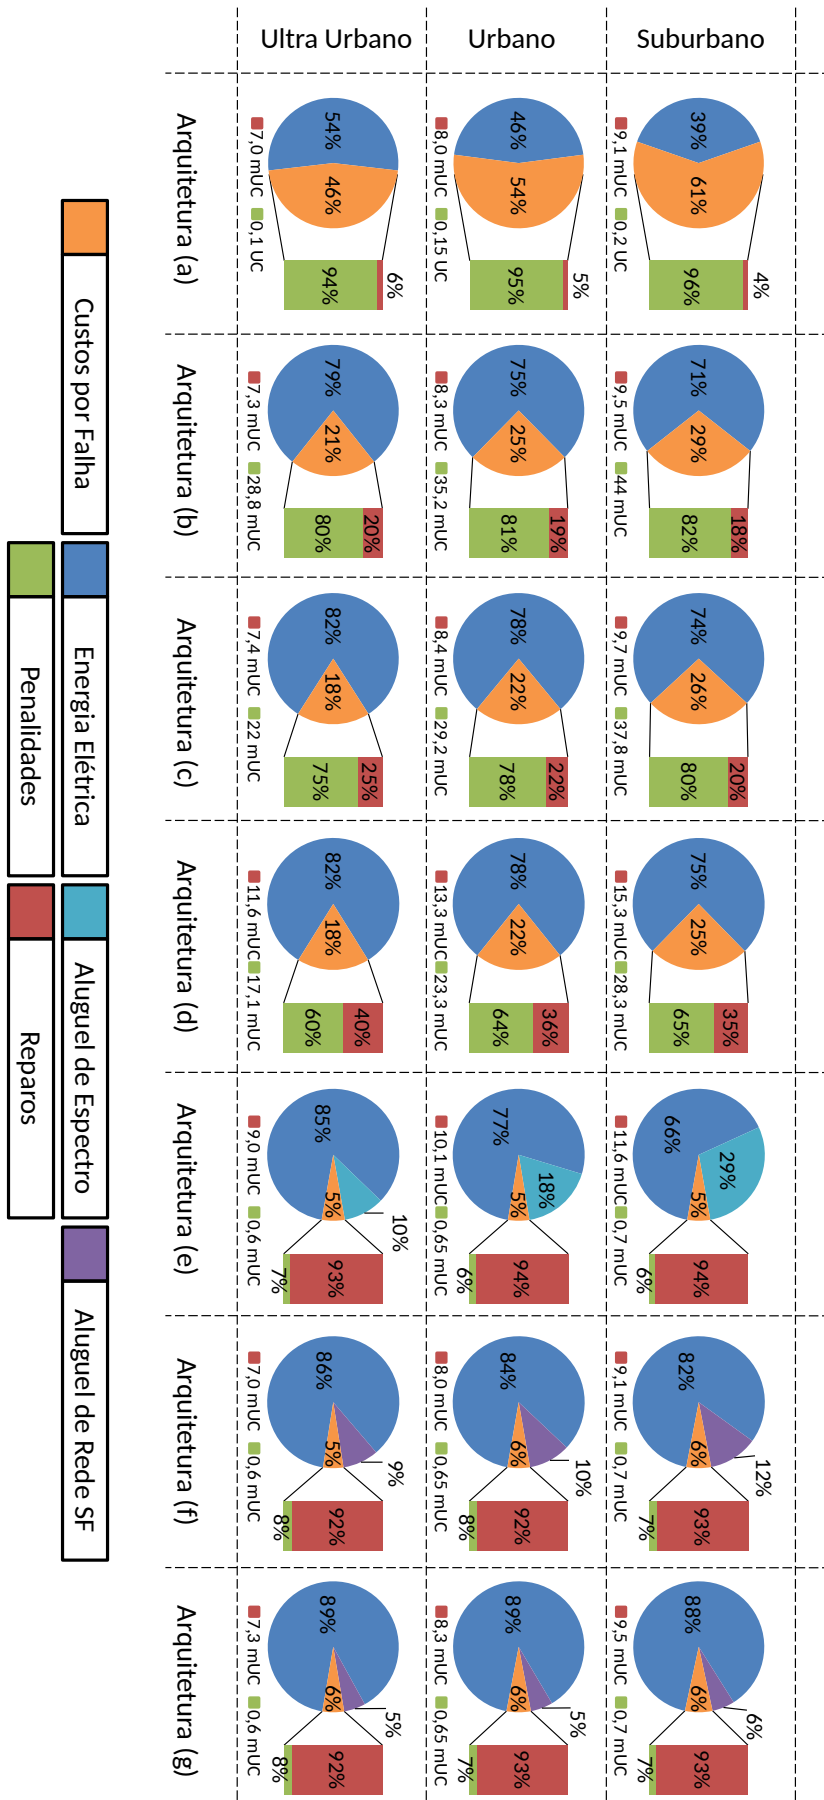 Ultra Urbano
Urbano
Suburbano
Arquitetura (a)
54%
46%
6%
94%
7,0 mUC
0,1 UC
46%
54%
5%
95%
8,0 mUC
0,15 UC
39%
61%
4%
96%
9,1 mUC
0,2 UC
Arquitetura (b)
79%
21%
20%
80%
7,3 mUC
28,8 mUC
75%
25%
19%
81%
8,3 mUC
35,2 mUC
71%
29%
18%
82%
9,5 mUC
44 mUC
Arquitetura (c)
82%
18%
25%
75%
7,4 mUC
22 mUC
78%
22%
22%
78%
8,4 mUC
29,2 mUC
74%
26%
20%
80%
9,7 mUC
37,8 mUC
Arquitetura (d)
82%
18%
40%
60%
11,6 mUC
17,1 mUC
78%
22%
36%
64%
13,3 mUC
23,3 mUC
75%
25%
35%
65%
15,3 mUC
28,3 mUC
Arquitetura (e)
85%
10%
5%
93%
7%
9,0 mUC
0,6 mUC
77%
18%
5%
94%
6%
10,1 mUC
0,65 mUC
66%
29%
5%
94%
6%
11,6 mUC
0,7 mUC
Arquitetura (f)
86%
9%
5%
92%
8%
7,0 mUC
0,6 mUC
84%
10%
6%
92%
8%
8,0 mUC
0,65 mUC
82%
12%
6%
93%
7%
9,1 mUC
0,7 mUC
Arquitetura (g)
89%
5%
6%
92%
8%
7,3 mUC
0,6 mUC
89%
5%
6%
93%
7%
8,3 mUC
0,65 mUC
88%
6%
6%
93%
7%
9,5 mUC
0,7 mUC
Custos por Falha
Energia Elétrica
Aluguel de Espectro
Aluguel de Rede SF
Penalidades
Reparos